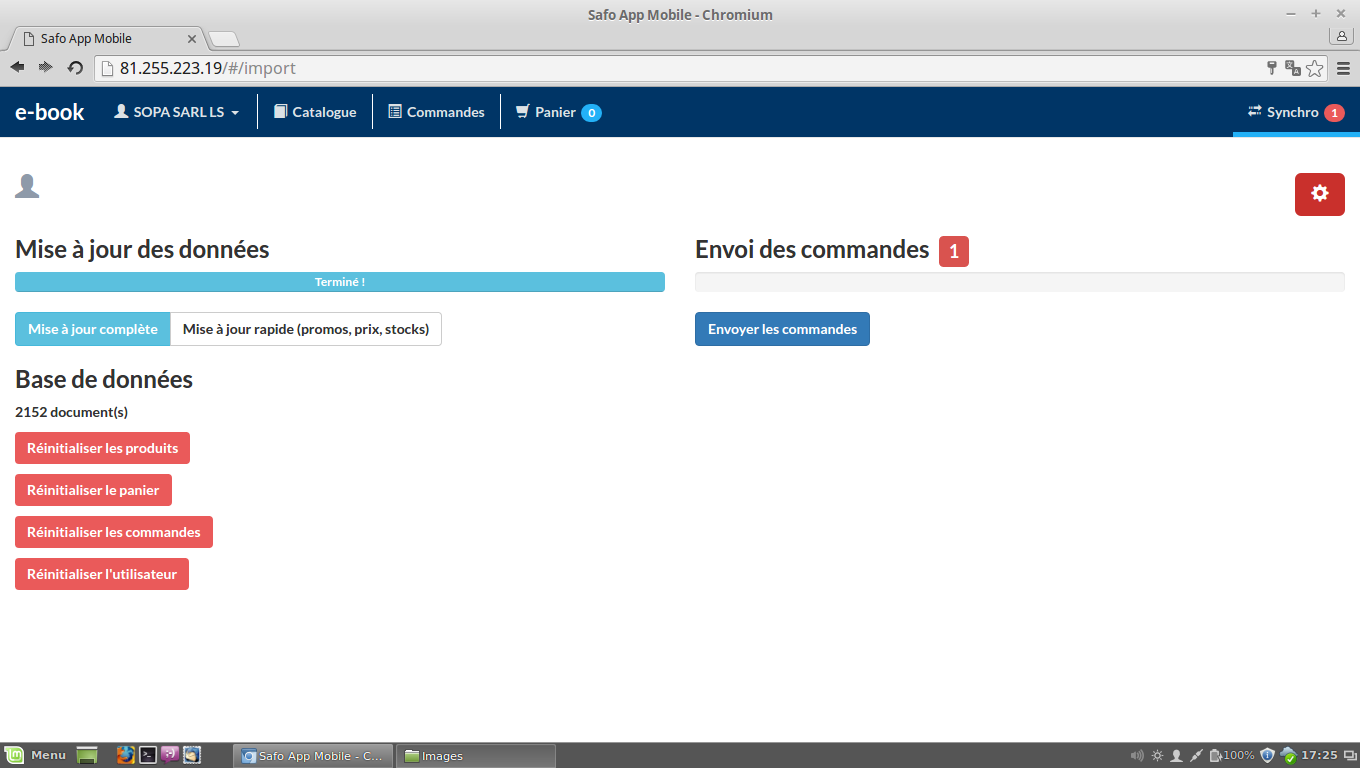 Safo App Mobile - Chromium
Safo App Mobile
81.255.223.19/#/import
e-book
SOPA SARL LS
Catalogue
Commandes
Panier 0
Synchro 1
Mise à jour des données
Terminé !
Mise à jour complète
Mise à jour rapide (promos, prix, stocks)
Envoi des commandes 1
Envoyer les commandes
Base de données
2152 document(s)
Réinitialiser les produits
Réinitialiser le panier
Réinitialiser les commandes
Réinitialiser l'utilisateur
Menu
Safo App Mobile - C...
Images
100%
17:25